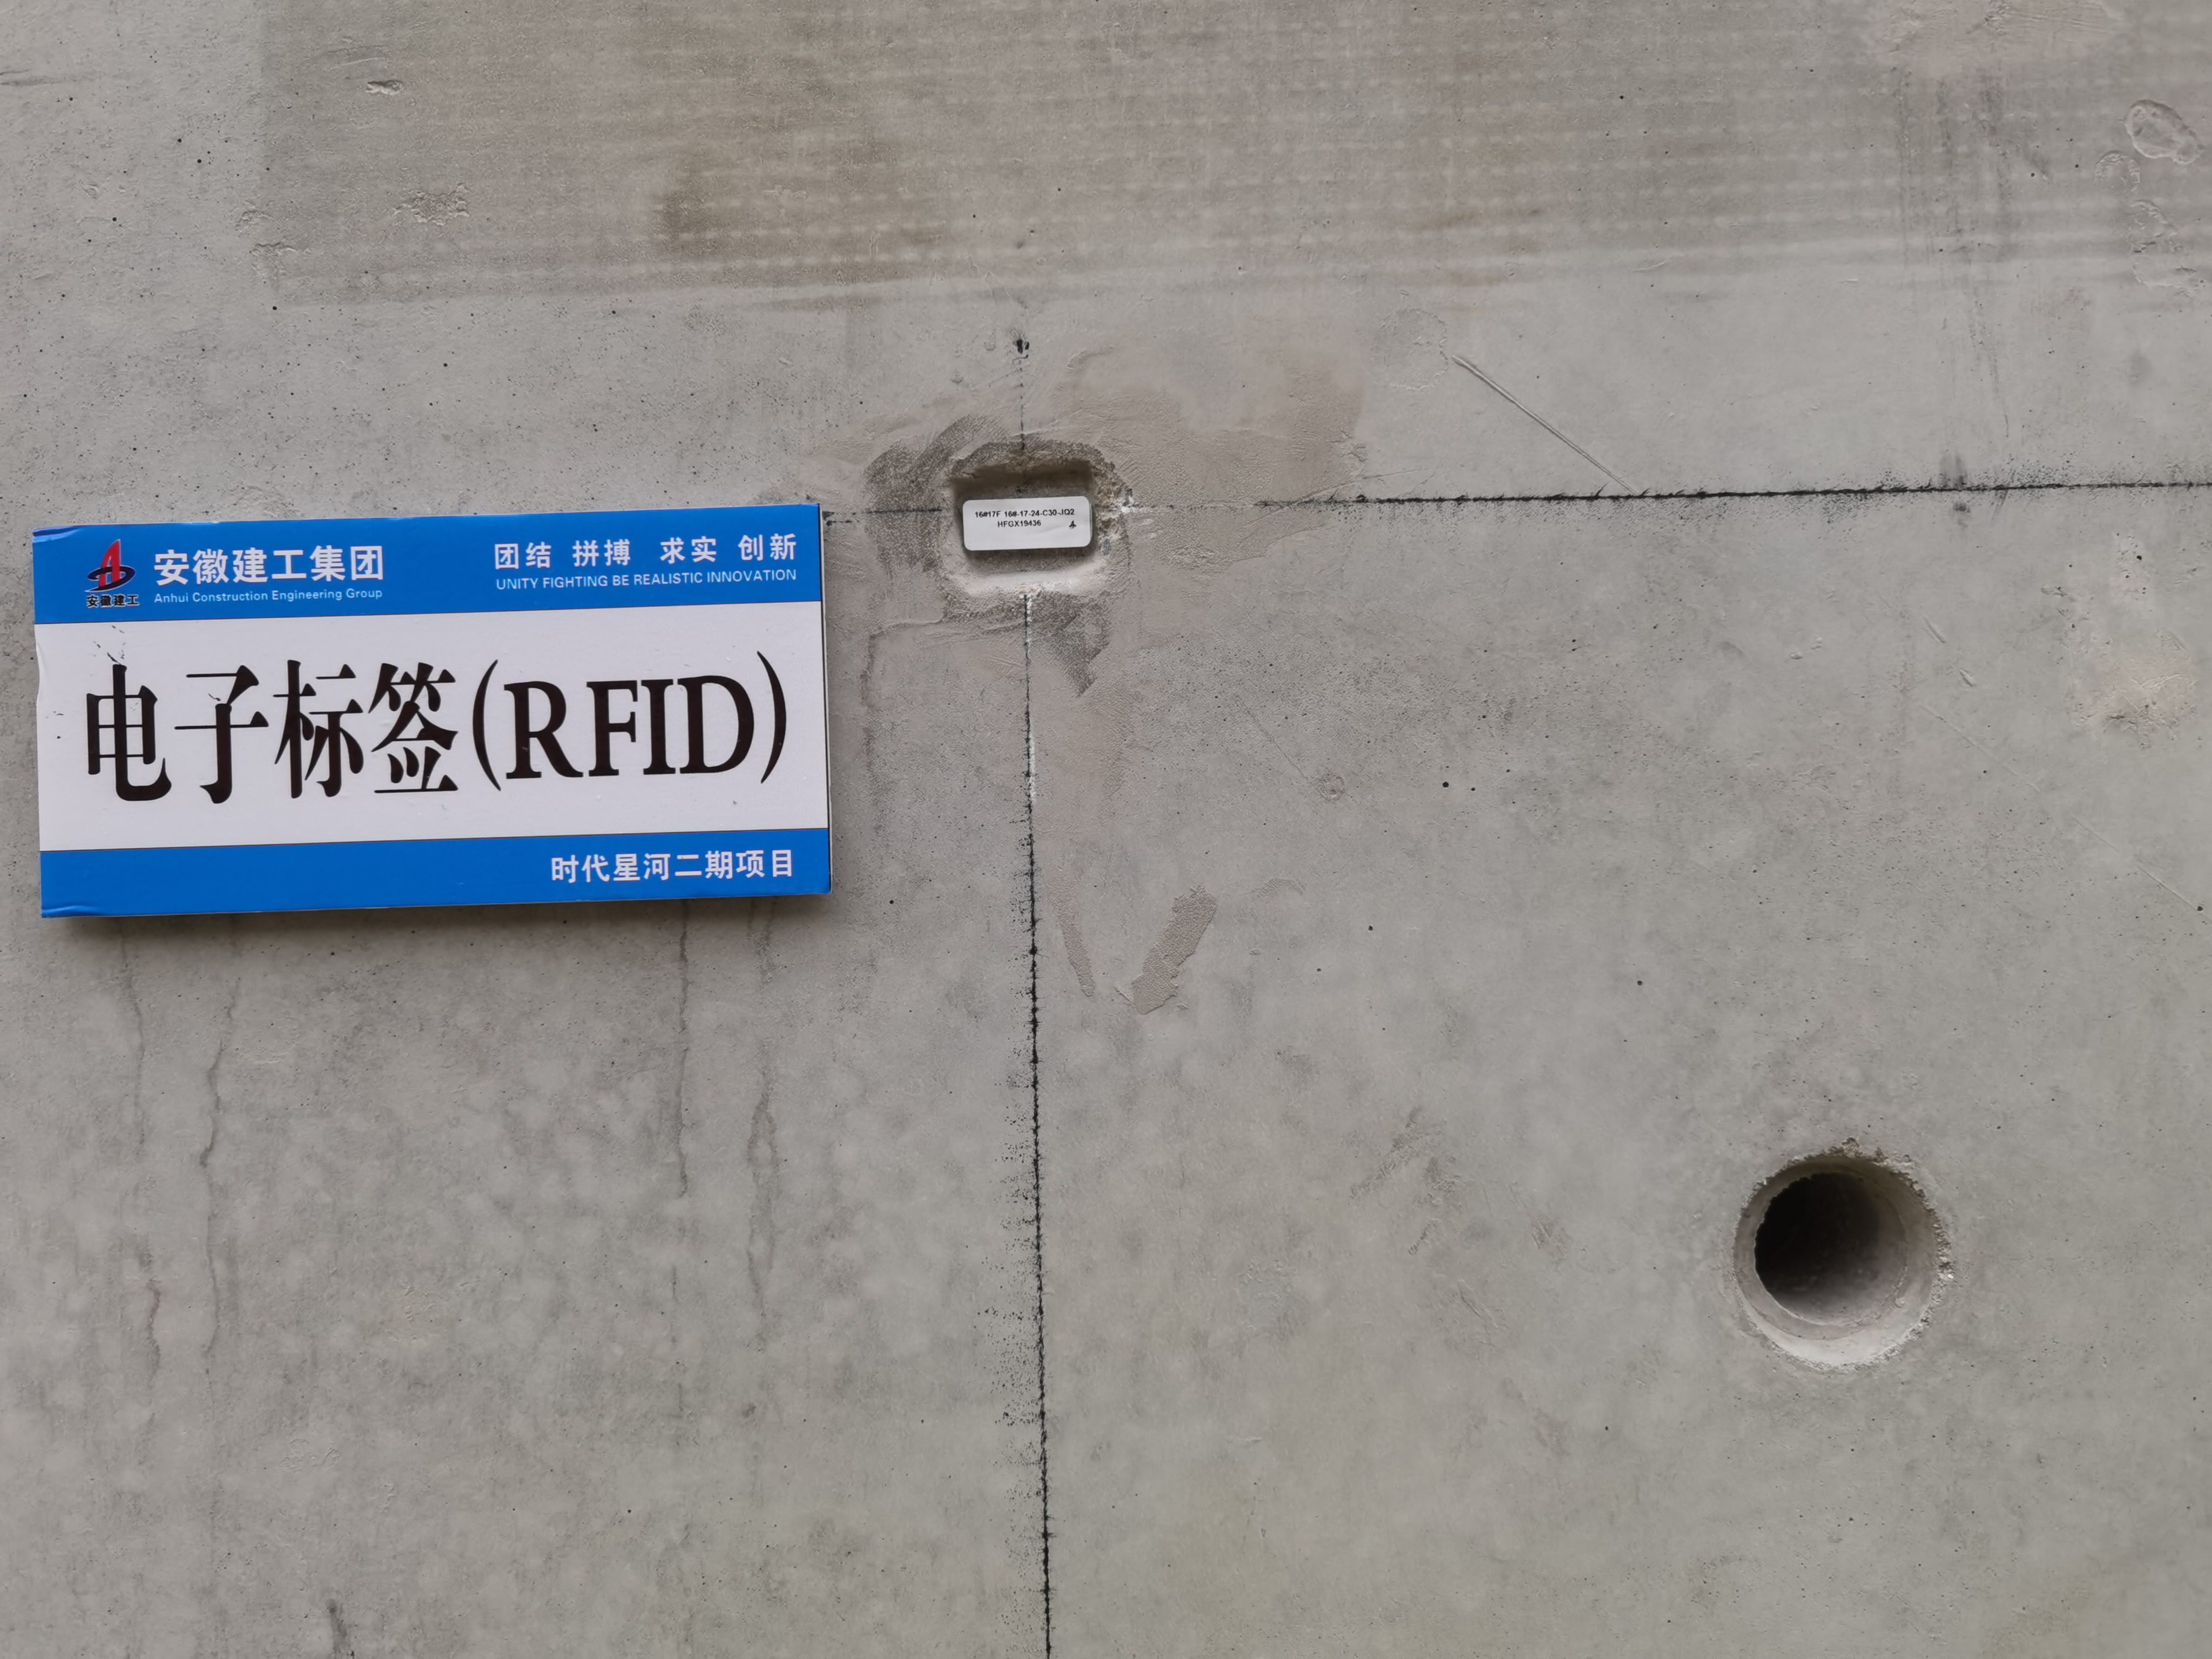 安徽建工集团
Anhui Construction Engineering Group
安徽建工
团结 拼搏 求实 创新
UNITY FIGHTING BE REALISTIC INNOVATION
电子标签(RFID)
时代星河二期项目
16#17F 16#-17-24-C30-JQ2
HFGX19436